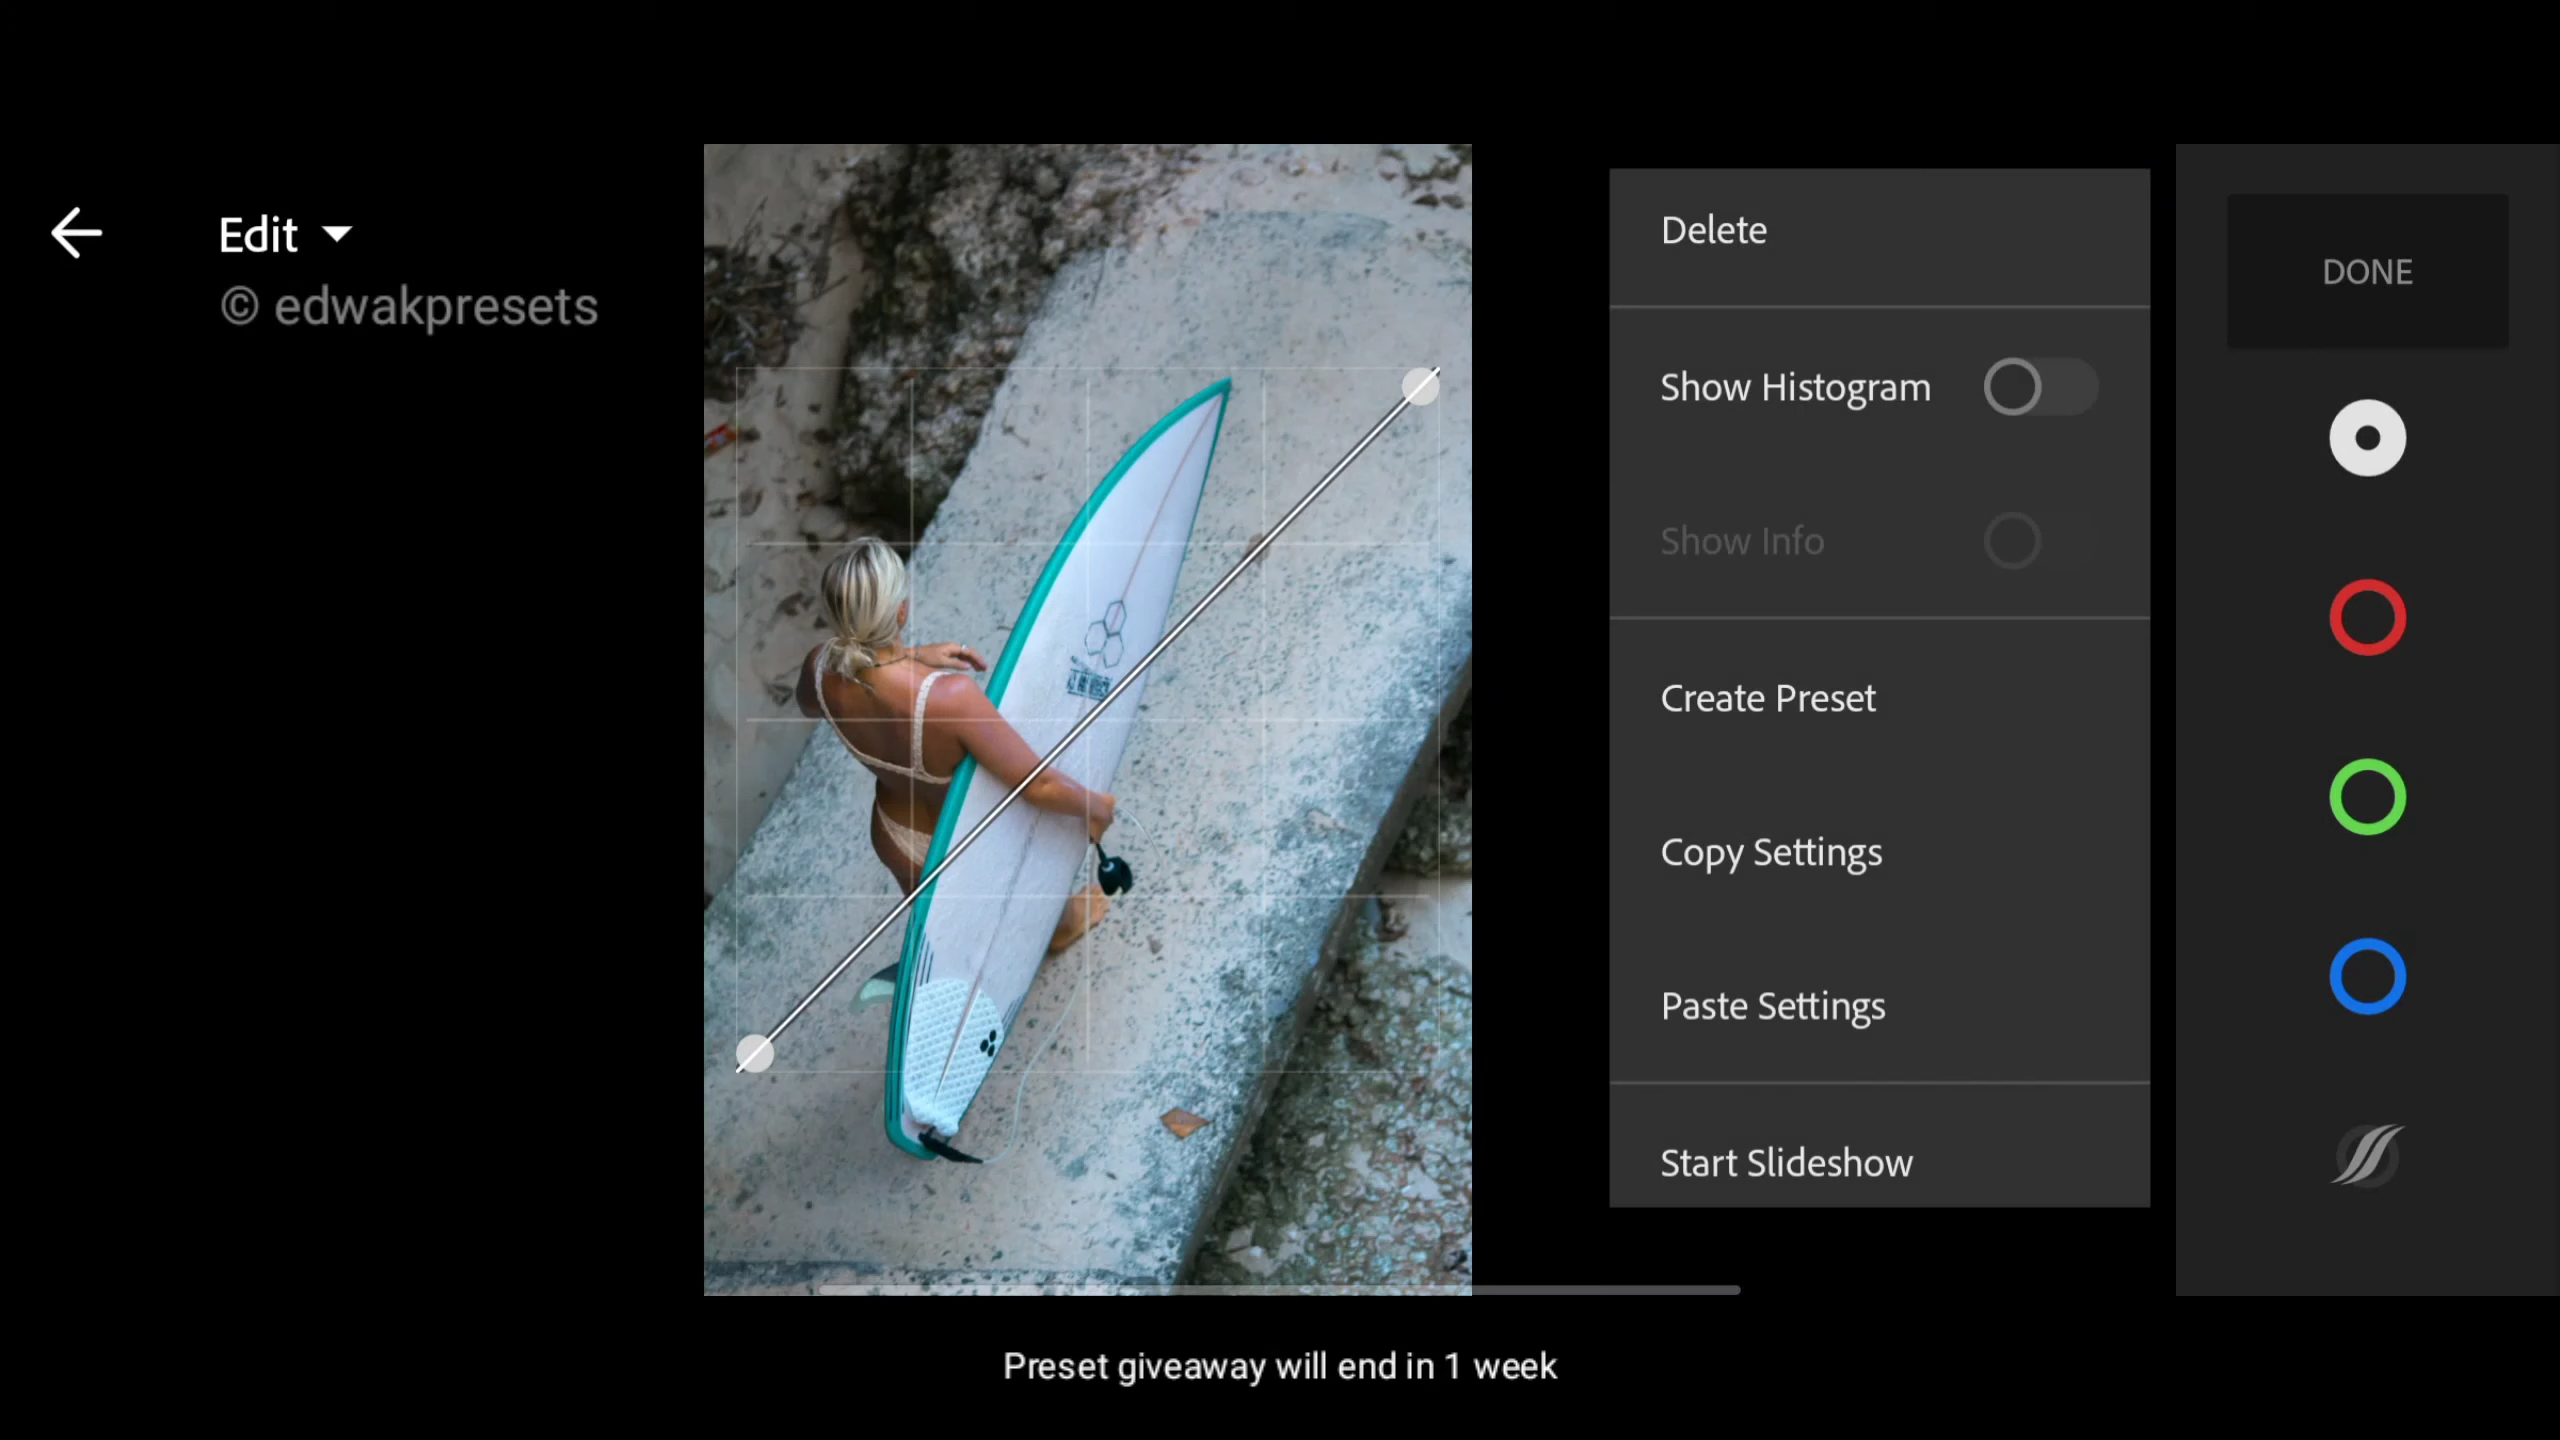 Edit
© edwakpresets
Delete
Show Histogram
Show Info
Create Preset
Copy Settings
Paste Settings
Start Slideshow
DONE
Preset giveaway will end in 1 week